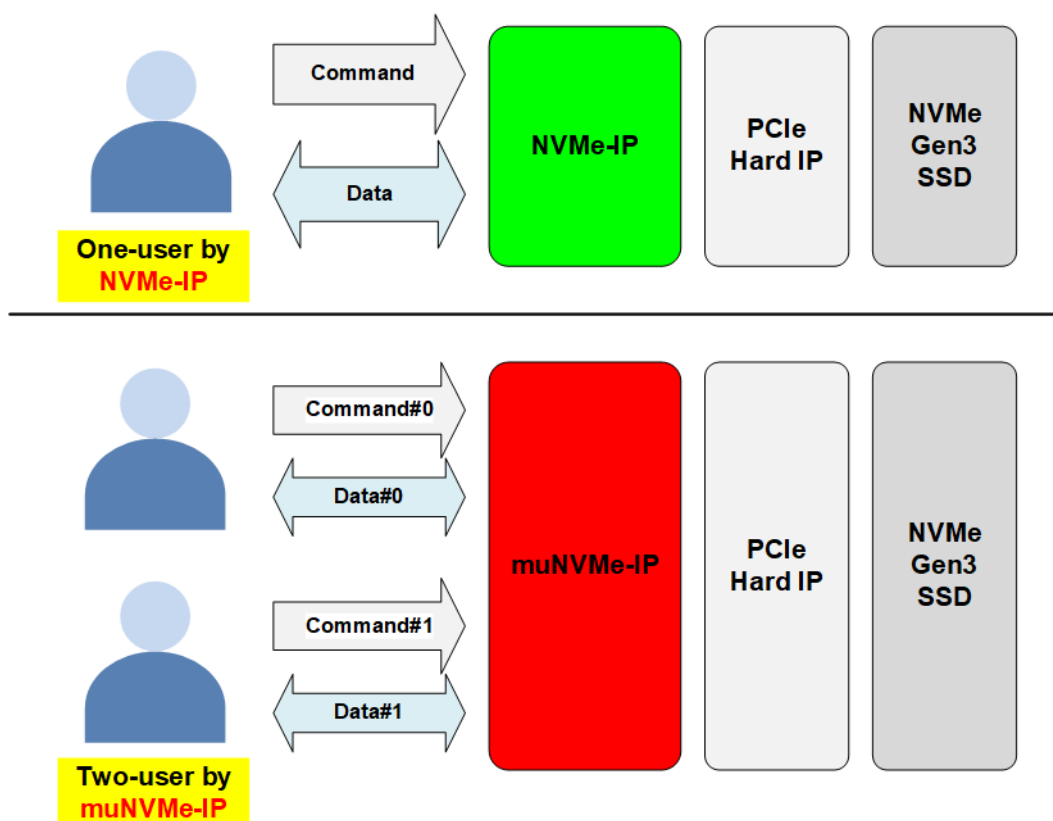 Command
Data
One-user by
NVMe-IP
NVMe-IP
PCIe
Hard IP
NVMe
Gen3
SSD
Command#0
Data#0
Command#1
Data#1
Two-user by
muNVMe-IP
muNVMe-IP
PCIe
Hard IP
NVMe
Gen3
SSD